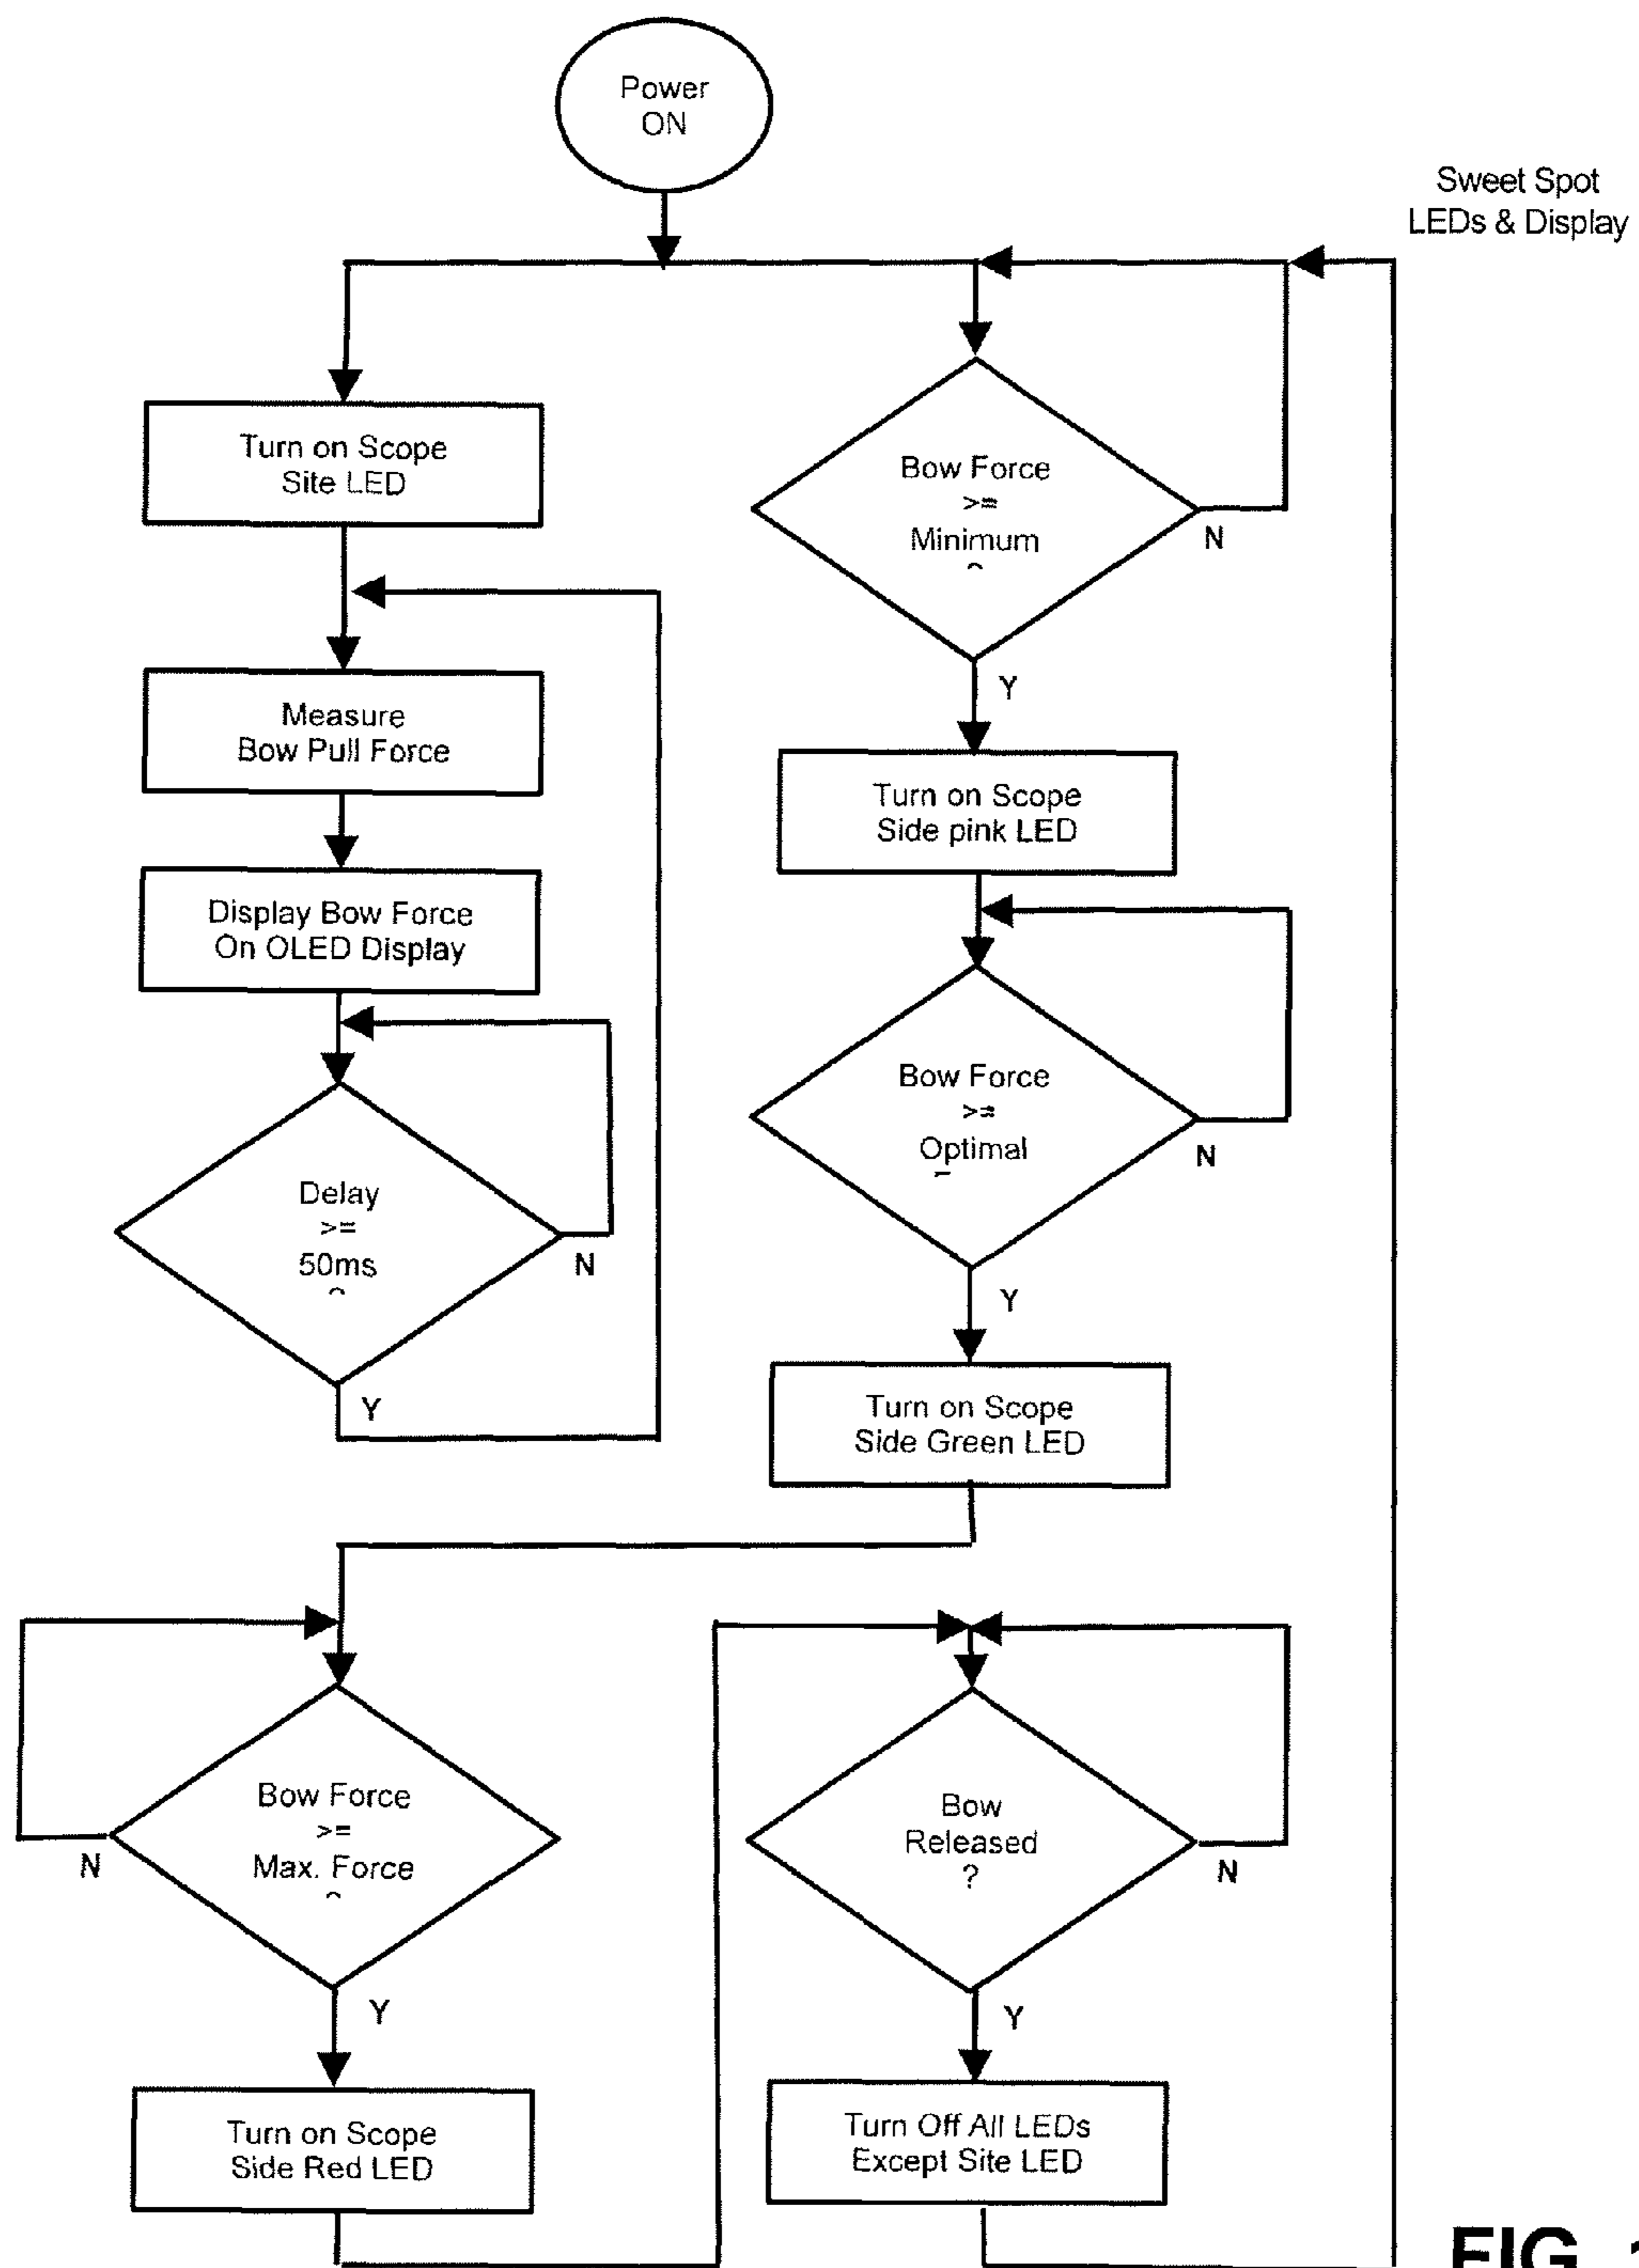 Power
ON
Sweet Spot
LEDs & Display
Turn on Scope
Site LED
Bow Force
>=
Minimum
N
Y
Measure
Bow Pull Force
Turn on Scope
Side pink LED
Display Bow Force
On OLED Display
Bow Force
>=
Optimal
N
Y
Delay
>=
50ms
N
Y
Turn on Scope
Side Green LED
Bow Force
>=
Max. Force
N
Y
Bow
Released
?
N
Y
Turn on Scope
Side Red LED
Turn Off All LEDs
Except Site LED
FIG.